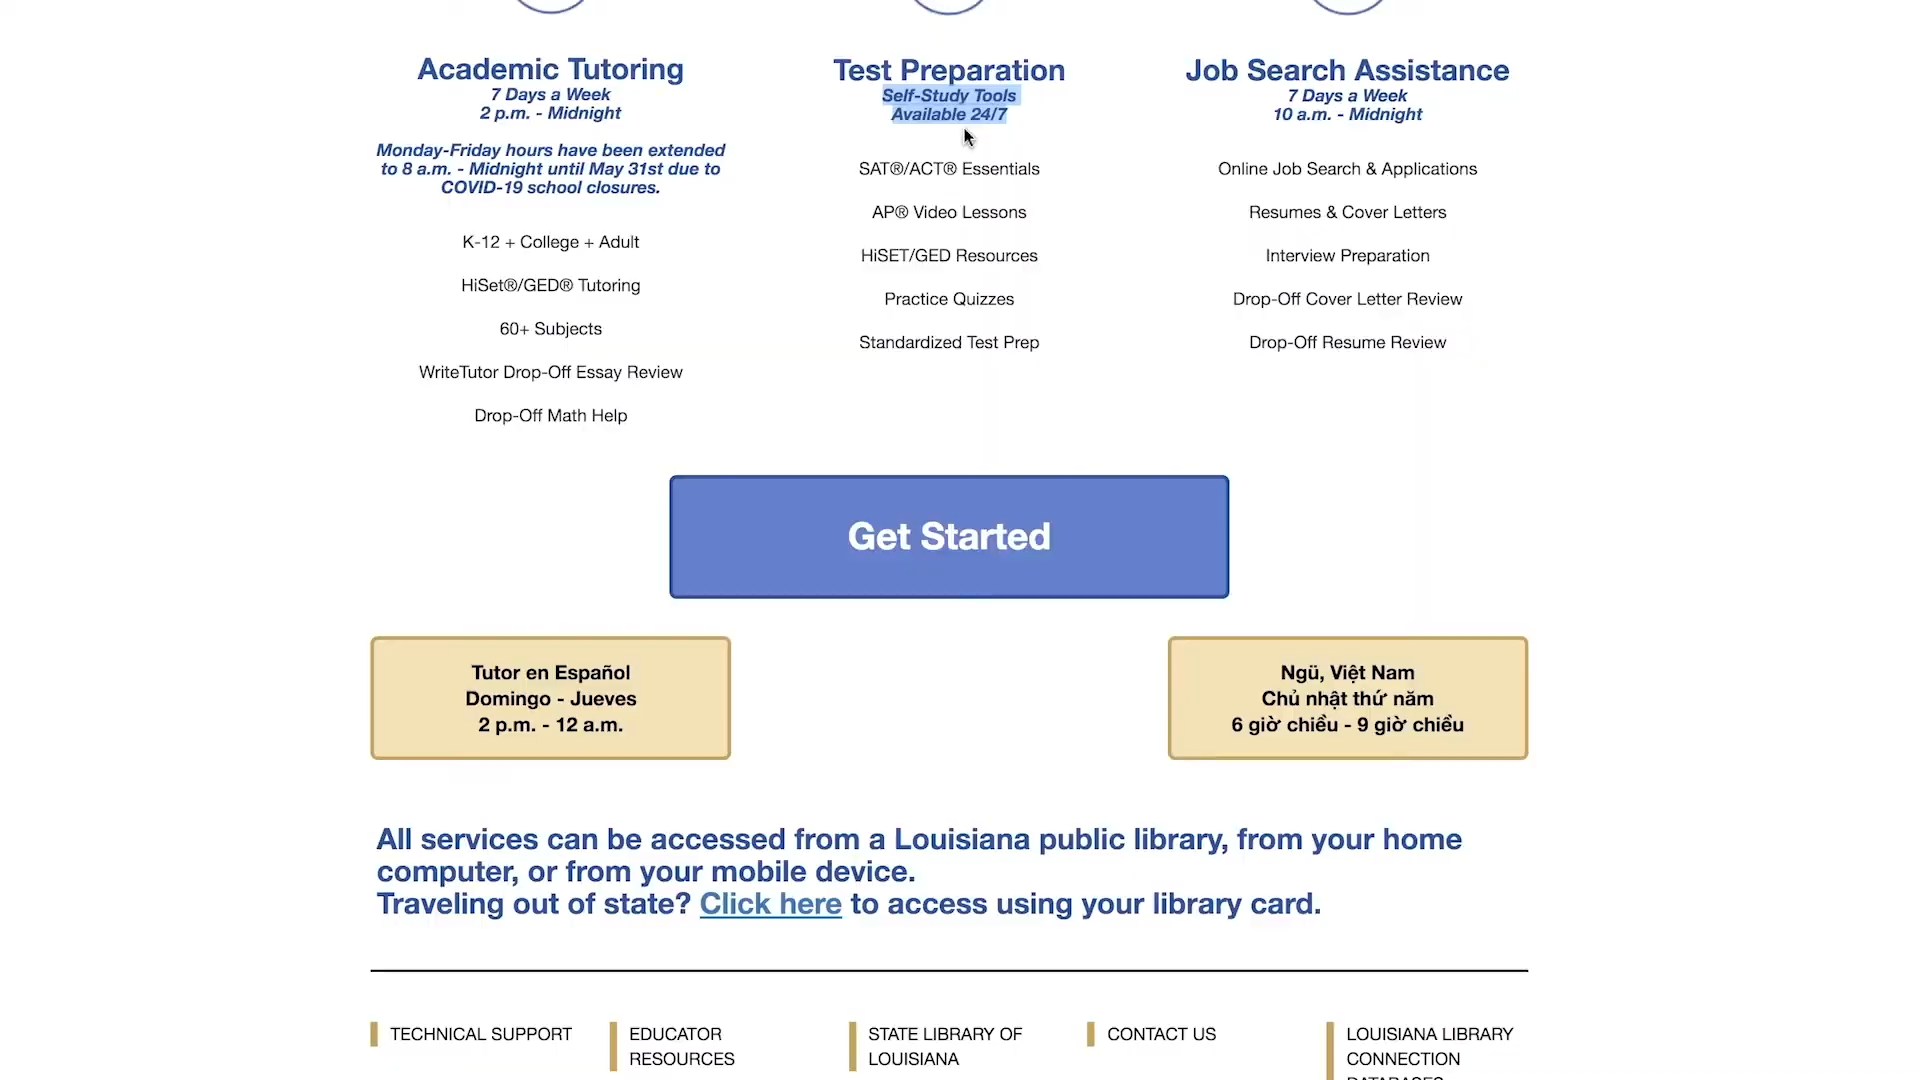 Academic Tutoring
7 Days a Week
2 p.m. - Midnight
Monday-Friday hours have been extended
to 8 a.m. - Midnight until May 31st due to
COVID-19 school closures.
K-12 + College + Adult
HiSet®/GED® Tutoring
60+ Subjects
WriteTutor Drop-Off Essay Review
Drop-Off Math Help
Test Preparation
Self-Study Tools
Available 24/7
SAT®/ACT® Essentials
AP® Video Lessons
HiSET/GED Resources
Practice Quizzes
Standardized Test Prep
Job Search Assistance
7 Days a Week
10 a.m. - Midnight
Online Job Search & Applications
Resumes & Cover Letters
Interview Preparation
Drop-Off Cover Letter Review
Drop-Off Resume Review
Get Started
Tutor en Español
Domingo - Jueves
2 p.m. - 12 a.m.
Ngü, Việt Nam
Chủ nhật thứ năm
6 giờ chiều - 9 giờ chiều
All services can be accessed from a Louisiana public library, from your home
computer, or from your mobile device.
Traveling out of state? Click here to access using your library card.
TECHNICAL SUPPORT
EDUCATOR
RESOURCES
STATE LIBRARY OF
LOUISIANA
CONTACT US
LOUISIANA LIBRARY
CONNECTION
DATABASES